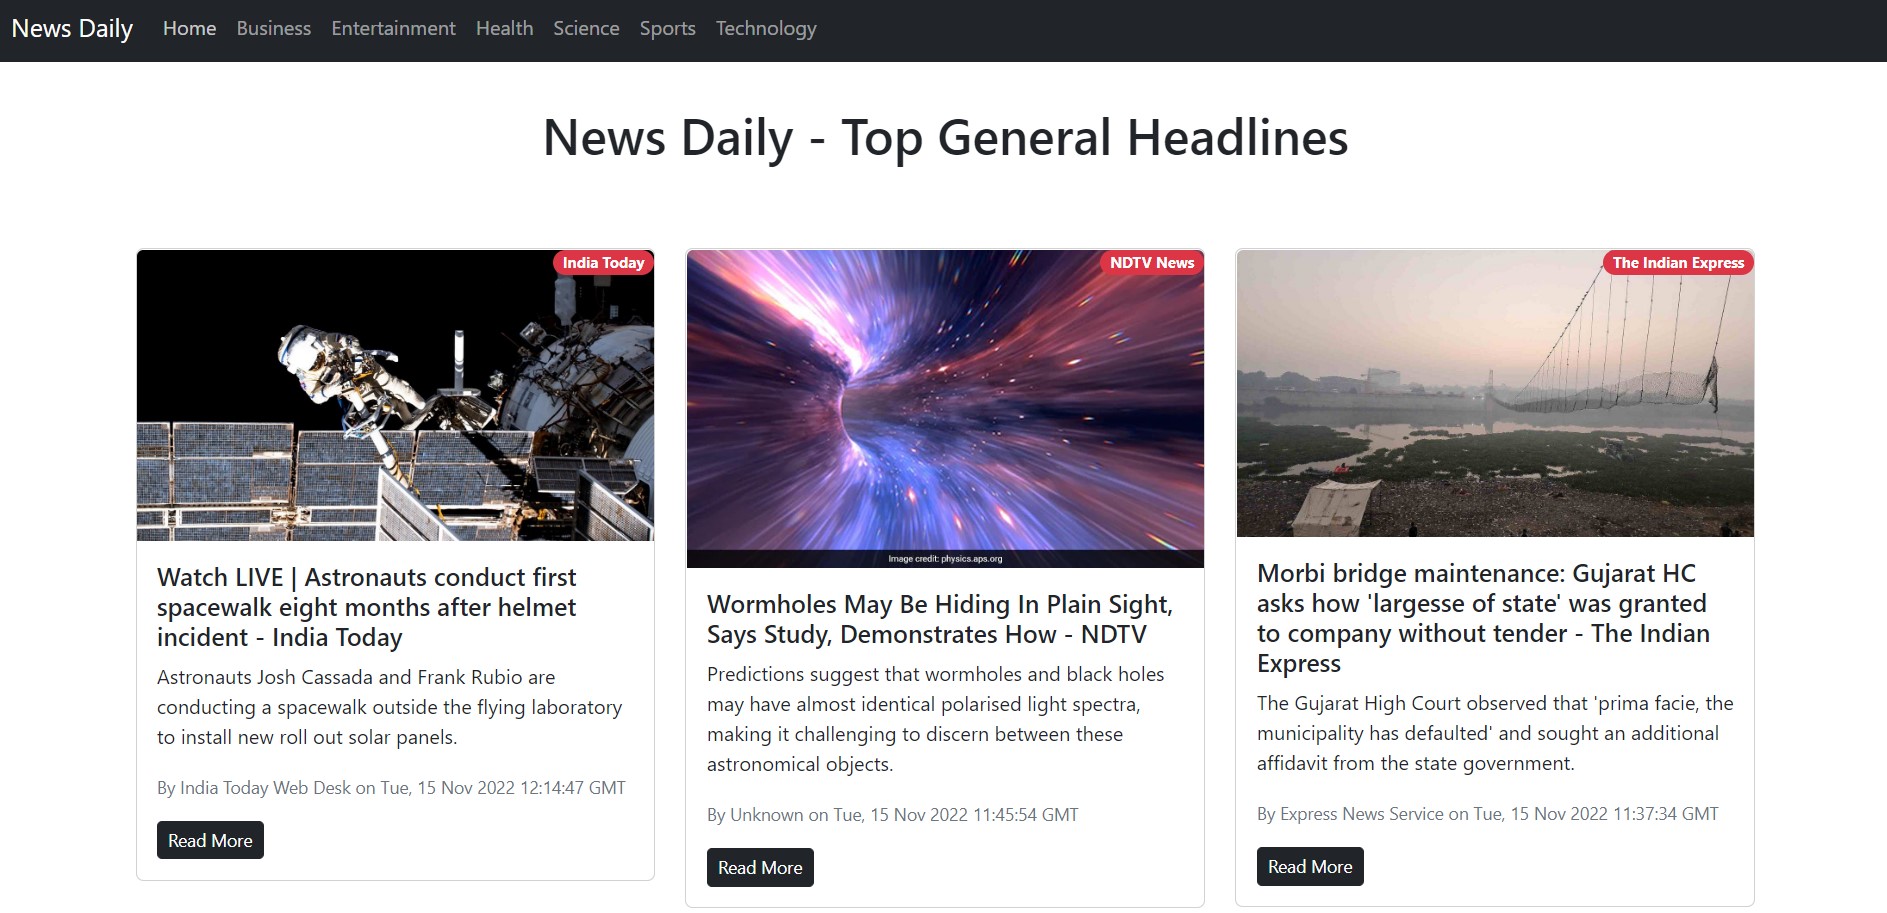 News Daily Home Business Entertainment Health Science Sports Technology
News Daily - Top General Headlines
India Today
Watch LIVE | Astronauts conduct first
spacewalk eight months after helmet
incident - India Today
Astronauts Josh Cassada and Frank Rubio are
conducting a spacewalk outside the flying laboratory
to install new roll out solar panels.
By India Today Web Desk on Tue, 15 Nov 2022 12:14:47 GMT
Read More
NDTV News
Image credit: physics.aps.org
Wormholes May Be Hiding In Plain Sight,
Says Study, Demonstrates How - NDTV
Predictions suggest that wormholes and black holes
may have almost identical polarised light spectra,
making it challenging to discern between these
astronomical objects.
By Unknown on Tue, 15 Nov 2022 11:45:54 GMT
Read More
The Indian Express
Morbi bridge maintenance: Gujarat HC
asks how 'largesse of state' was granted
to company without tender - The Indian
Express
The Gujarat High Court observed that 'prima facie, the
municipality has defaulted' and sought an additional
affidavit from the state government.
By Express News Service on Tue, 15 Nov 2022 11:37:34 GMT
Read More